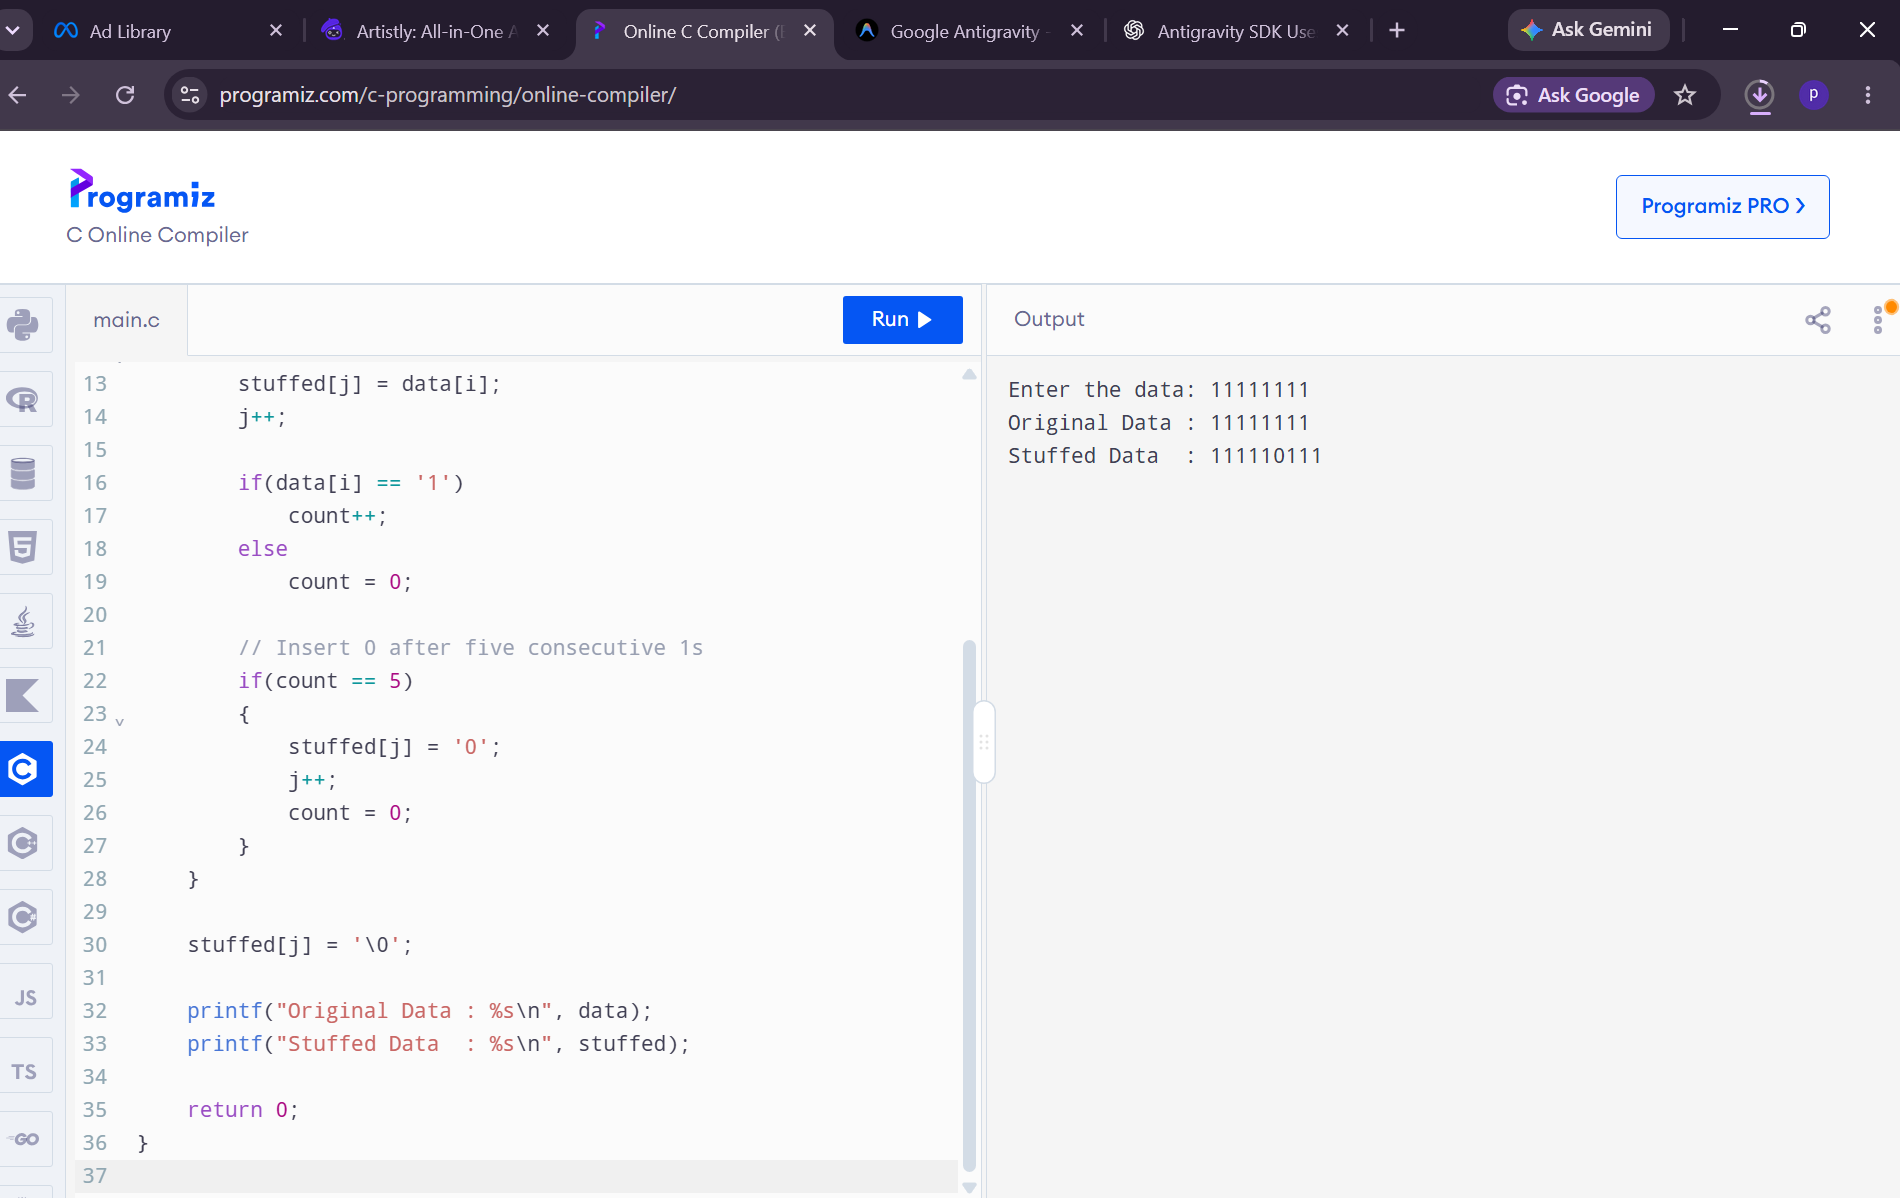 Ad Library
Artistly: All-in-One A
Online C Compiler (
Google Antigravity -
Antigravity SDK Use
Ask Gemini
programiz.com/c-programming/online-compiler/
Ask Google
p
Programiz
C Online Compiler
Programiz PRO
main.c
Run
Output
13 stuffed[j] = data[i];
14 j++;
15
16 if(data[i] == '1')
17 count++;
18 else
19 count = 0;
20
21 // Insert 0 after five consecutive 1s
22 if(count == 5)
23 {
24 stuffed[j] = '0';
25 j++;
26 count = 0;
27 }
28 }
29
30 stuffed[j] = '\0';
31
32 printf("Original Data : %s\n", data);
33 printf("Stuffed Data  : %s\n", stuffed);
34
35 return 0;
36 }
37
Enter the data: 11111111
Original Data : 11111111
Stuffed Data  : 111110111
R
5
C
C++
C#
JS
TS
GO